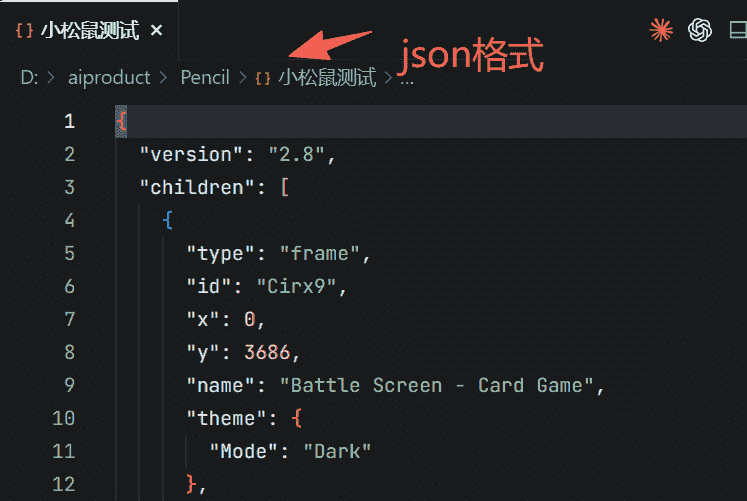 {} 小松鼠测试 ×
json格式
D: > aiproduct > Pencil > {} 小松鼠测试 > ...
1 {
2 "version": "2.8",
3 "children": [
4 {
5 "type": "frame",
6 "id": "Cirx9",
7 "x": 0,
8 "y": 3686,
9 "name": "Battle Screen - Card Game",
10 "theme": {
11 "Mode": "Dark"
12 },